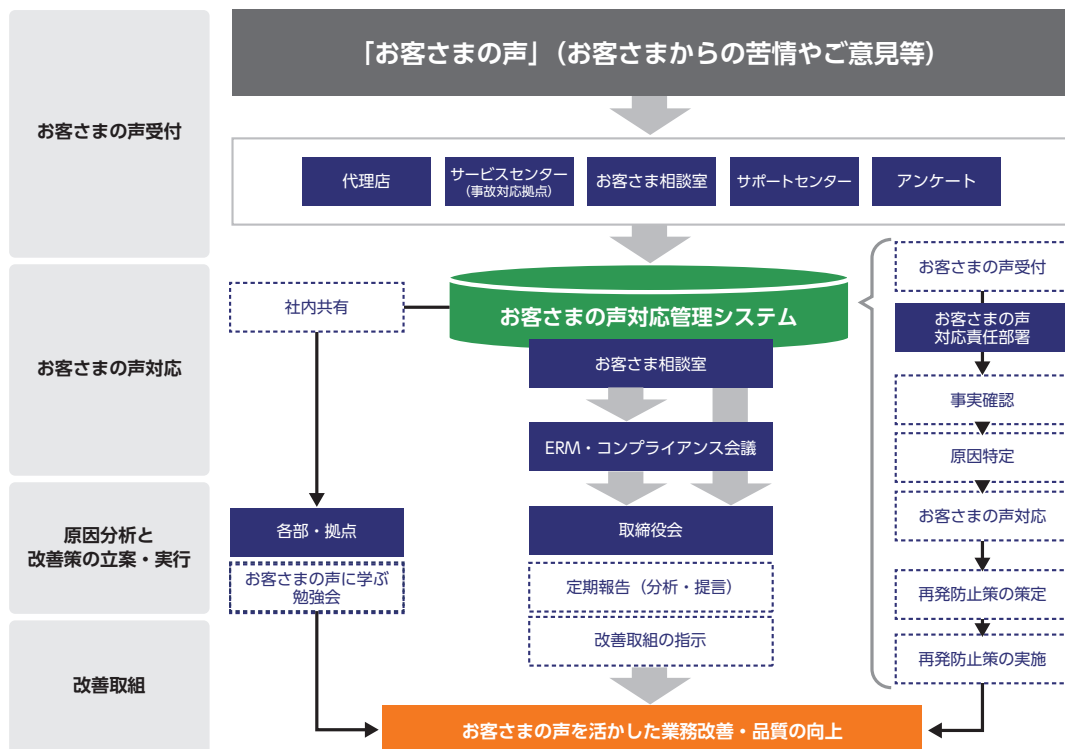 「お客さまの声」（お客さまからの苦情やご意見等）
お客さまの声受付
代理店
サービスセンター
（事故対応拠点）
お客さま相談室
サポートセンター
アンケート
お客さまの声対応
社内共有
お客さまの声対応管理システム
お客さま相談室
ERM・コンプライアンス会議
原因分析と
改善策の立案・実行
各部・拠点
お客さまの声に学ぶ
勉強会
取締役会
定期報告（分析・提言）
改善取組の指示
お客さまの声受付
お客さまの声
対応責任部署
事実確認
原因特定
お客さまの声対応
再発防止策の策定
再発防止策の実施
改善取組
お客さまの声を活かした業務改善・品質の向上